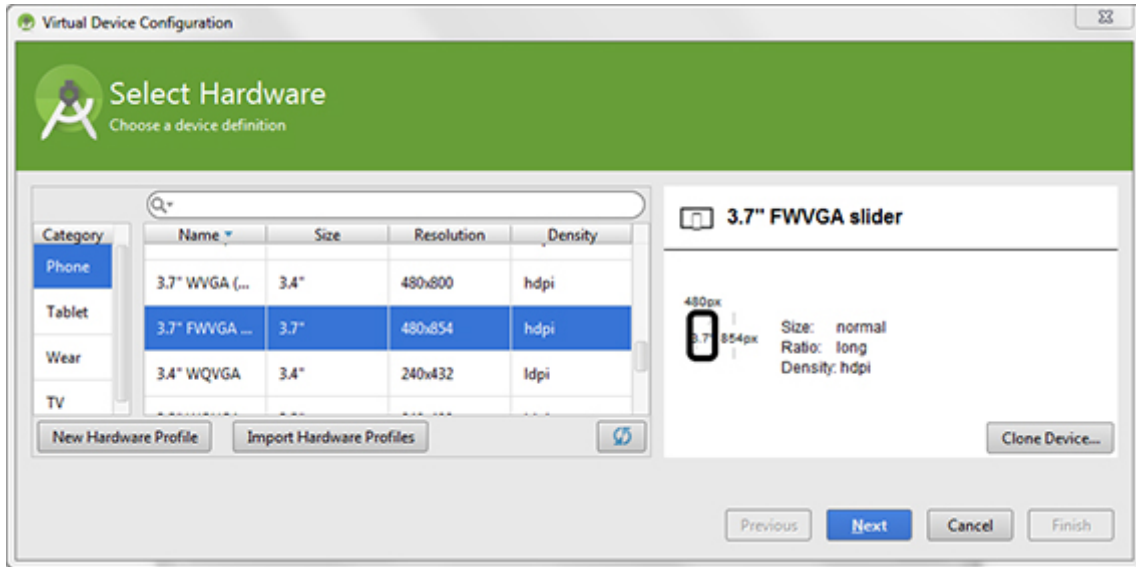 Virtual Device Configuration
Select Hardware
Choose a device definition
Category
Name Size Resolution Density
Phone
Tablet
Wear
TV
3.7" WVGA (... 3.4" 480x800 hdpi
3.7" FWVGA ... 3.7" 480x854 hdpi
3.4" WQVGA 3.4" 240x432 ldpi
New Hardware Profile
Import Hardware Profiles
3.7" FWVGA slider
480px
3.7" 854px
Size: normal
Ratio: long
Density: hdpi
Clone Device...
Previous
Next
Cancel
Finish